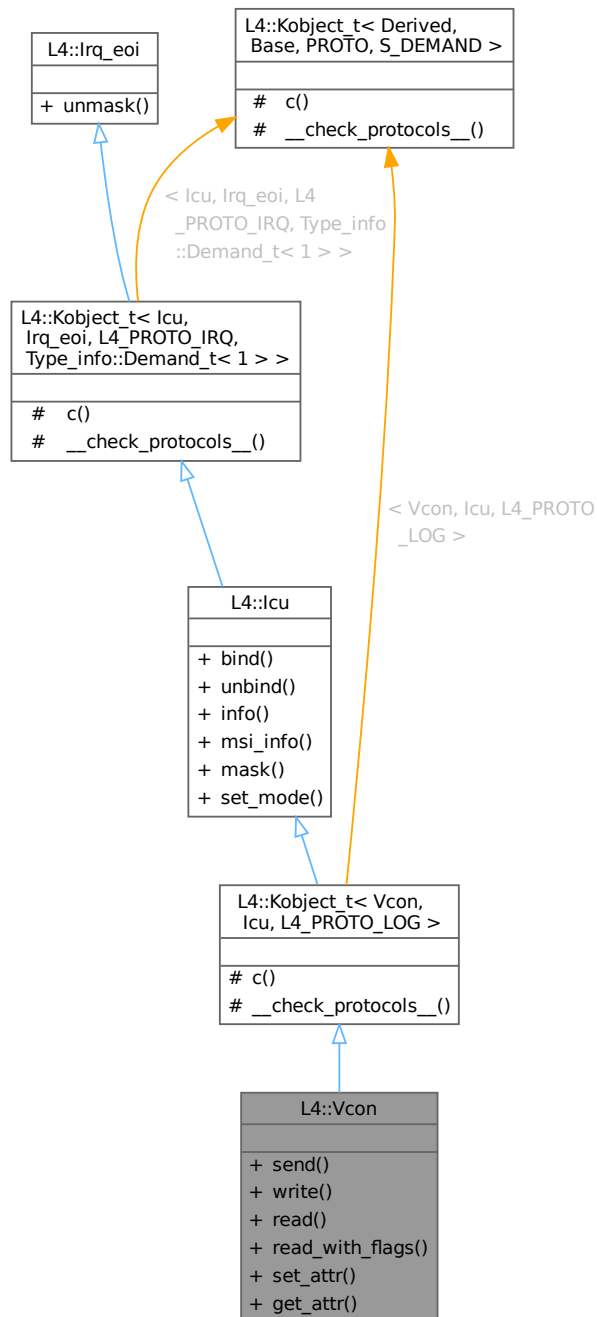 L4::Irq_eoi
+ unmask()
L4::Kobject_t< Derived,
Base, PROTO, S_DEMAND >
# c()
# __check_protocols__()
< Icu, Irq_eoi, L4
_PROTO_IRQ, Type_info
::Demand_t< 1 > >
L4::Kobject_t< Icu,
Irq_eoi, L4_PROTO_IRQ,
Type_info::Demand_t< 1 > >
# c()
# __check_protocols__()
< Vcon, Icu, L4_PROTO
_LOG >
L4::Icu
+ bind()
+ unbind()
+ info()
+ msi_info()
+ mask()
+ set_mode()
L4::Kobject_t< Vcon,
Icu, L4_PROTO_LOG >
# c()
# __check_protocols__()
L4::Vcon
+ send()
+ write()
+ read()
+ read_with_flags()
+ set_attr()
+ get_attr()